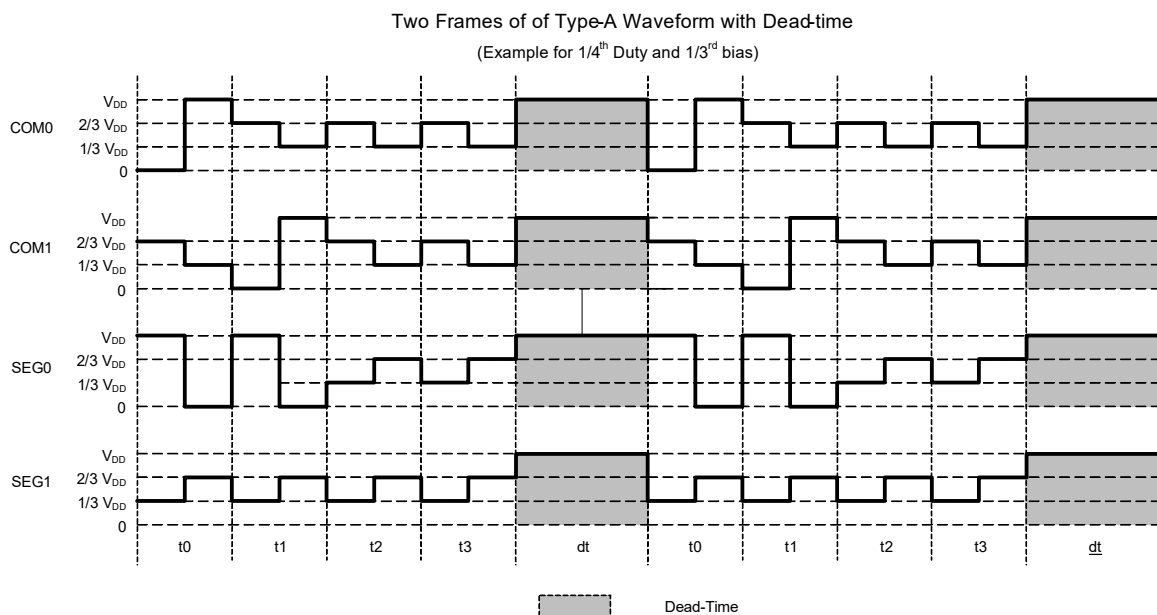 Two Frames of of Type-A Waveform with Dead-time
(Example for 1/4th Duty and 1/3rd bias)
COM0
VDD
2/3 VDD
1/3 VDD
0
COM1
VDD
2/3 VDD
1/3 VDD
0
SEG0
VDD
2/3 VDD
1/3 VDD
0
SEG1
VDD
2/3 VDD
1/3 VDD
0
t0 t1 t2 t3 dt t0 t1 t2 t3 dt
Dead-Time